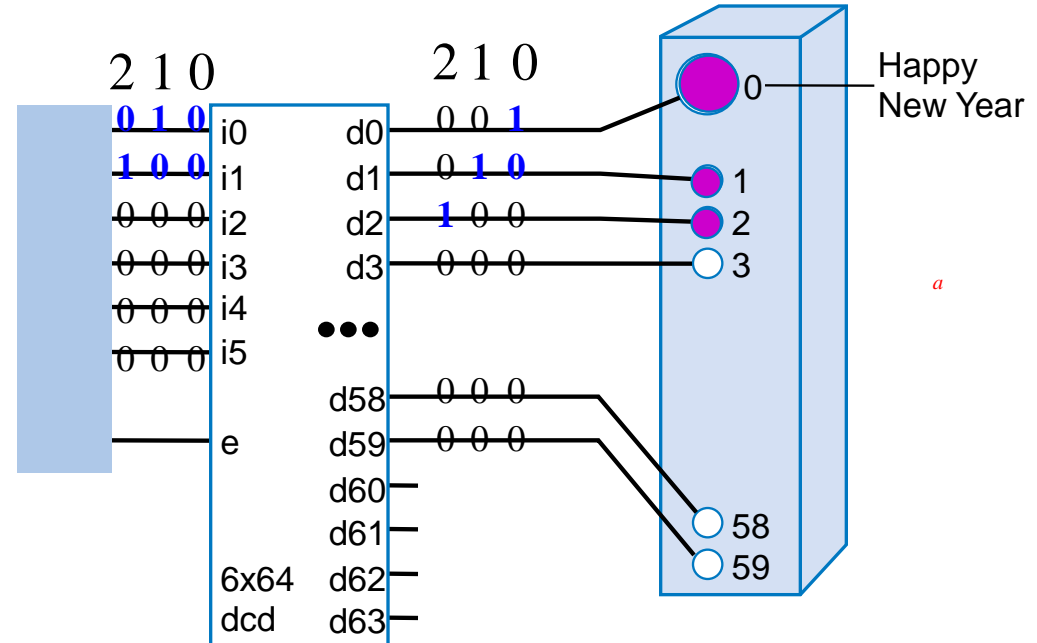 2 1 0
2 1 0
0 1 0 i0 d0 0 0 1
1 0 0 i1 d1 0 1 0
0 0 0 i2 d2 1 0 0
0 0 0 i3 d3 0 0 0
0 0 0 i4
0 0 0 i5
d58 0 0 0
e d59 0 0 0
d60
d61
6x64 d62
dcd d63
0
1
2
3
58
59
Happy
New Year
a